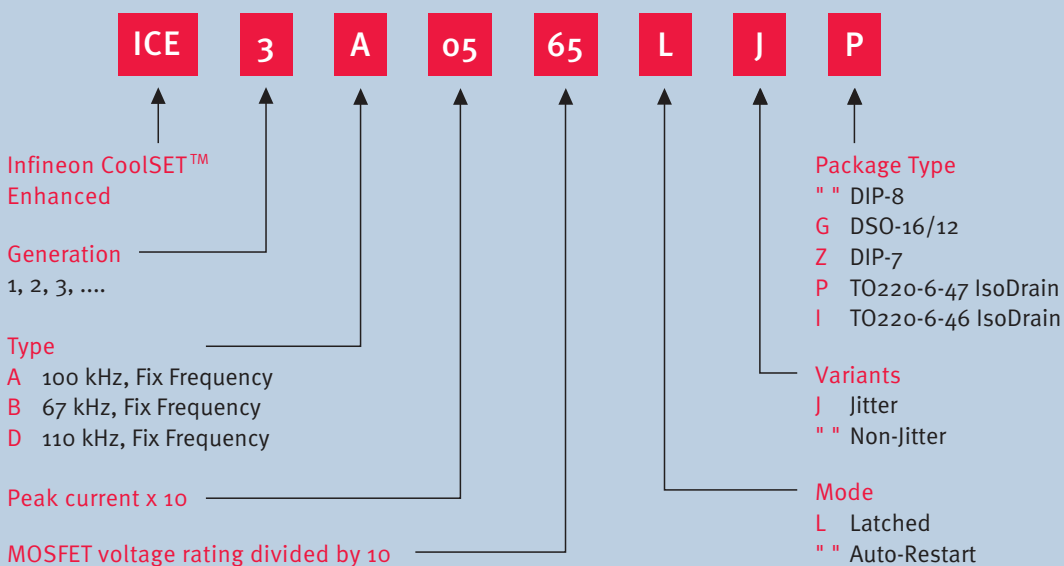 ICE 3 A 05 65 L J P
Infineon CoolSET™
Enhanced
Generation
1, 2, 3, ....
Type
A 100 kHz, Fix Frequency
B 67 kHz, Fix Frequency
D 110 kHz, Fix Frequency
Peak current x 10
MOSFET voltage rating divided by 10
Package Type
" " DIP-8
G DSO-16/12
Z DIP-7
P TO220-6-47 IsoDrain
I TO220-6-46 IsoDrain
Variants
J Jitter
" " Non-Jitter
Mode
L Latched
" " Auto-Restart